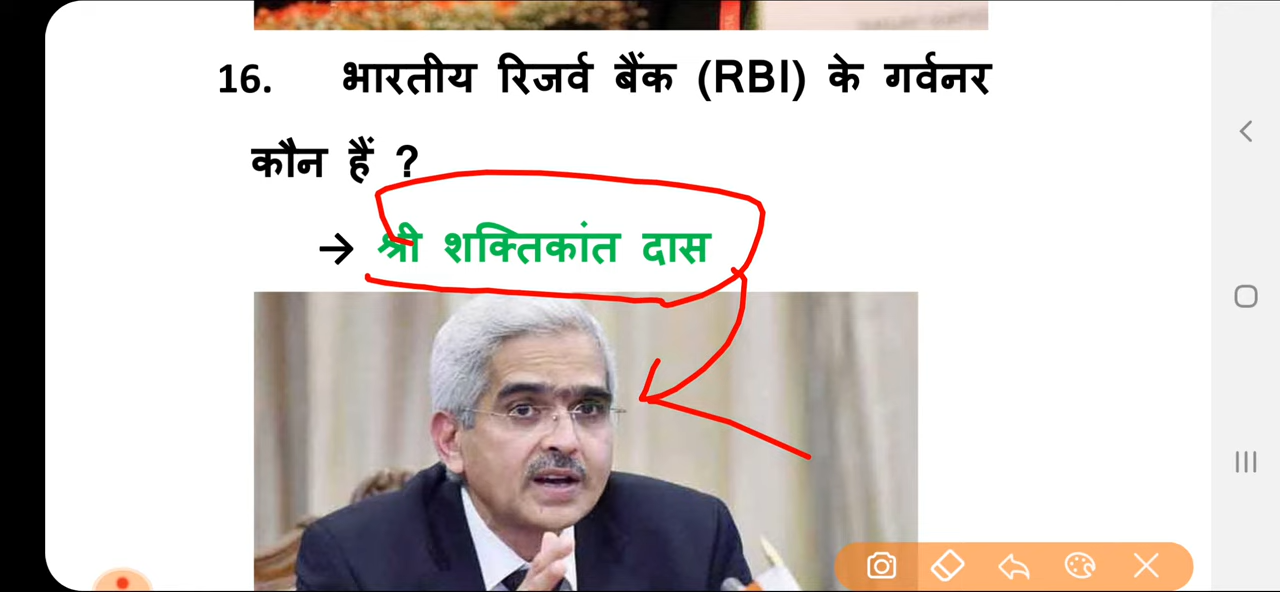 16. भारतीय रिजर्व बैंक (RBI) के गर्वनर
कौन हैं ?
→ श्री शक्तिकांत दास